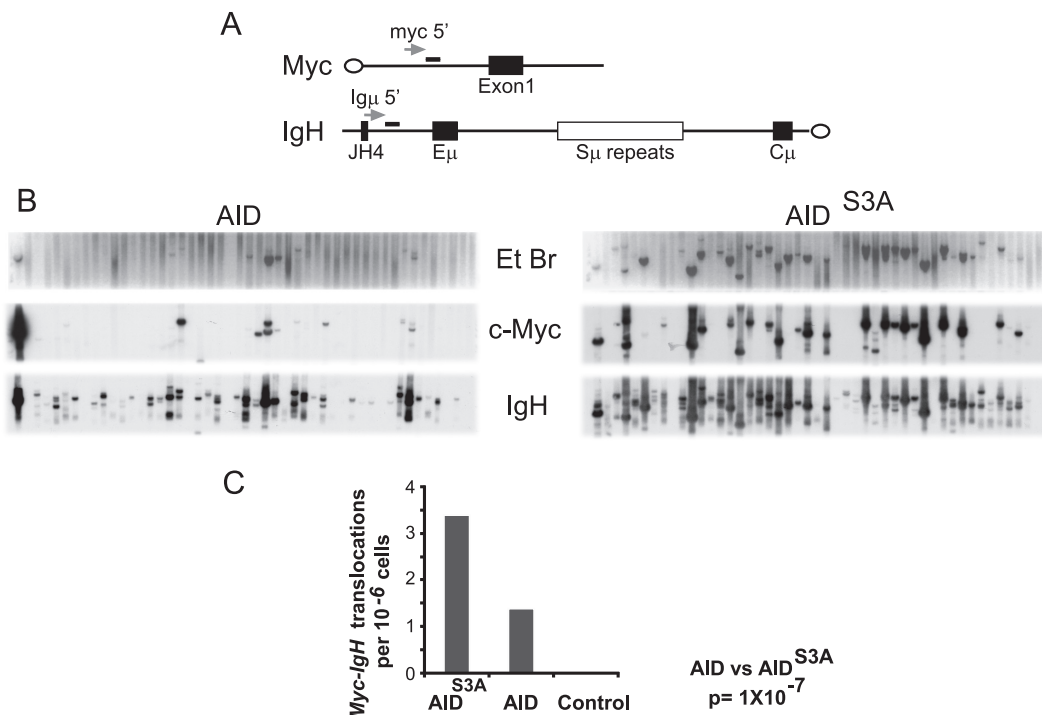 A
myc 5'
Myc
Exon1
Igμ 5'
IgH
JH4
Eμ
Sμ repeats
Cμ
B
AID
AID S3A
Et Br
c-Myc
IgH
C
Myc-IgH translocations
per 10-6 cells
4
3
2
1
0
AID S3A
AID
Control
AID vs AID S3A
p= 1X10-7